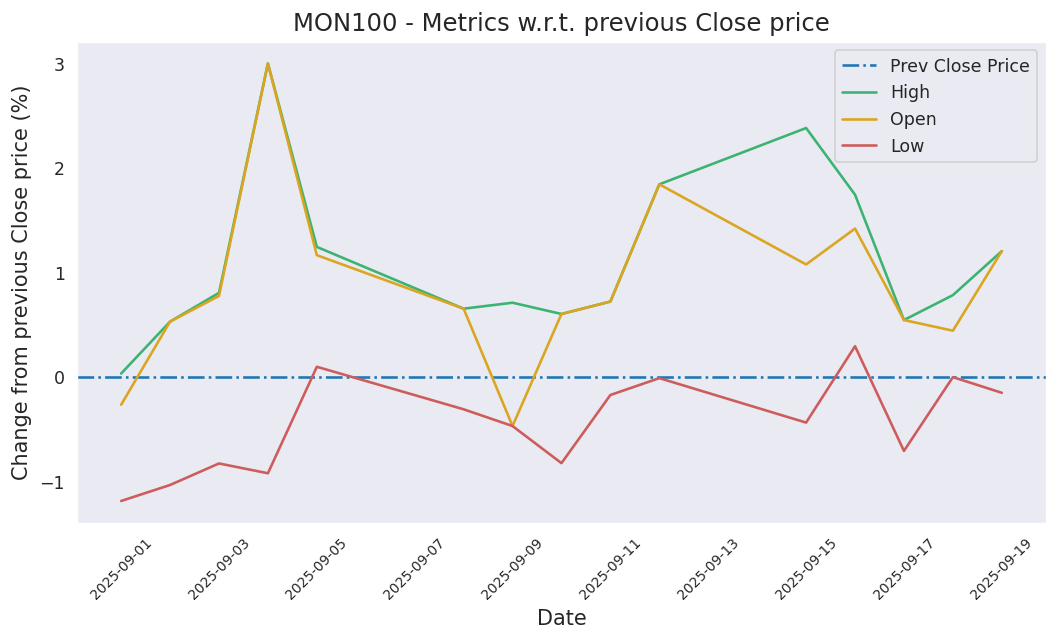 MON100 - Metrics w.r.t. previous Close price
Change from previous Close price (%)
3
2
1
0
−1
Prev Close Price
High
Open
Low
2025-09-01
2025-09-03
2025-09-05
2025-09-07
2025-09-09
2025-09-11
2025-09-13
2025-09-15
2025-09-17
2025-09-19
Date